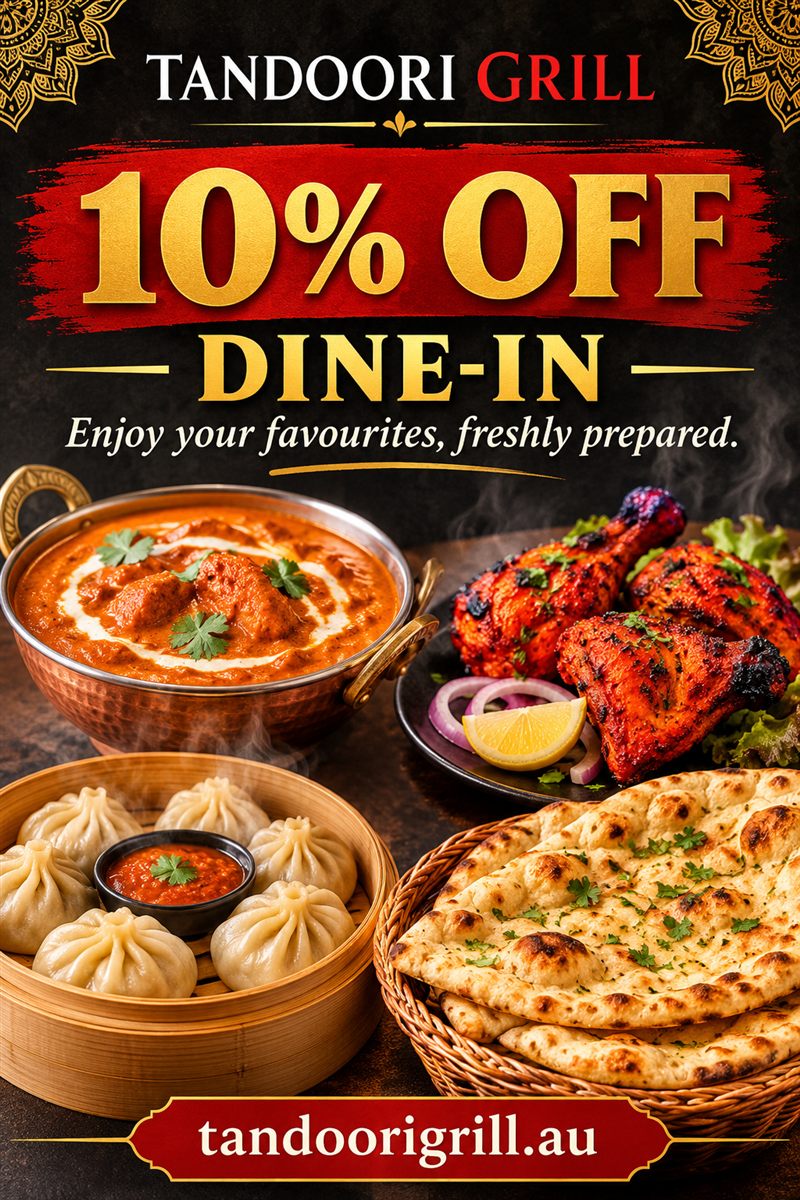 TANDOORI GRILL
10% OFF
DINE-IN
Enjoy your favourites, freshly prepared.
tandoorigrill.au